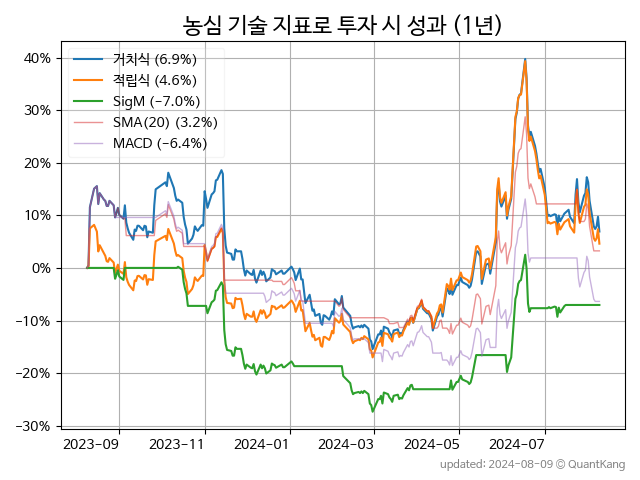 농심 기술 지표로 투자 시 성과 (1년)
거치식 (6.9%)
적립식 (4.6%)
SigM (−7.0%)
SMA(20) (3.2%)
MACD (−6.4%)
40%
30%
20%
10%
0%
−10%
−20%
−30%
2023-09 2023-11 2024-01 2024-03 2024-05 2024-07
updated: 2024-08-09 © QuantKang